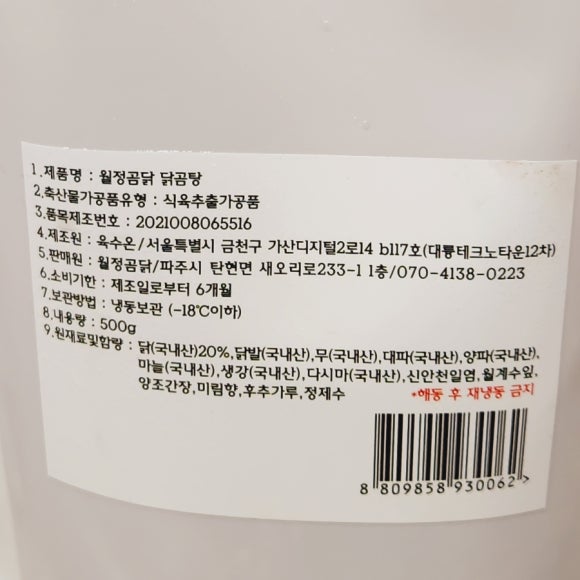 1.제품명 : 월정곰닭 닭곰탕
2.축산물가공품유형 : 식육추출가공품
3.품목제조번호 : 2021008065516
4.제조원 : 육수온/서울특별시 금천구 가산디지털2로14 b117호(대륭테크노타운12차)
5.판매원 : 월정곰닭/파주시 탄현면 새오리로233-1 1층/070-4138-0223
6.소비기한 : 제조일로부터 6개월
7.보관방법 : 냉동보관 (-18℃이하)
8.내용량 : 500g
9.원재료및함량 : 닭(국내산)20%,닭발(국내산),무(국내산),대파(국내산),양파(국내산),
마늘(국내산),생강(국내산),다시마(국내산),신안천일염,월계수잎,
양조간장,미림향,후추가루,정제수
*해동 후 재냉동 금지
8 809858 930062 >